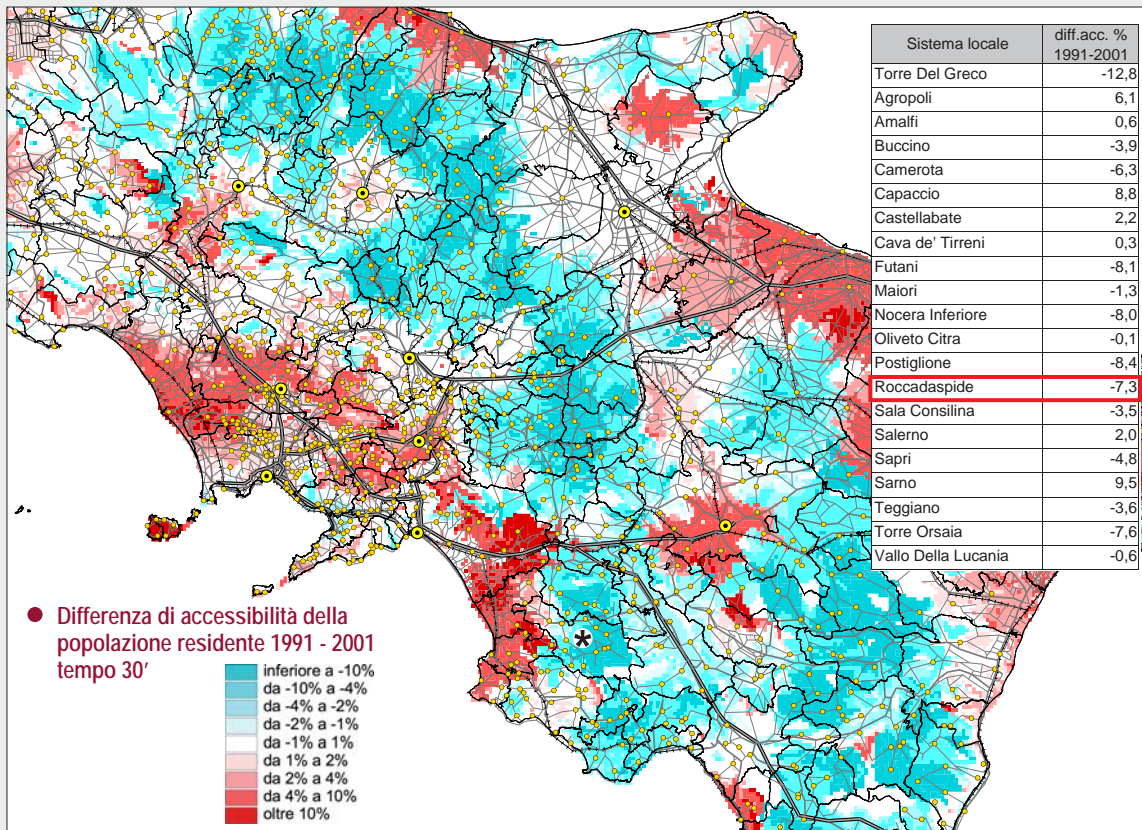 Sistema locale diff.acc. % 1991-2001
Torre Del Greco -12,8
Agropoli 6,1
Amalfi 0,6
Buccino -3,9
Camerota -6,3
Capaccio 8,8
Castellabate 2,2
Cava de' Tirreni 0,3
Futani -8,1
Maiori -1,3
Nocera Inferiore -8,0
Oliveto Citra -0,1
Postiglione -8,4
Roccadaspide -7,3
Sala Consilina -3,5
Salerno 2,0
Sapri -4,8
Sarno 9,5
Teggiano -3,6
Torre Orsaia -7,6
Vallo Della Lucania -0,6
*
● Differenza di accessibilità della
popolazione residente 1991 - 2001
tempo 30′
inferiore a -10%
da -10% a -4%
da -4% a -2%
da -2% a -1%
da -1% a 1%
da 1% a 2%
da 2% a 4%
da 4% a 10%
oltre 10%